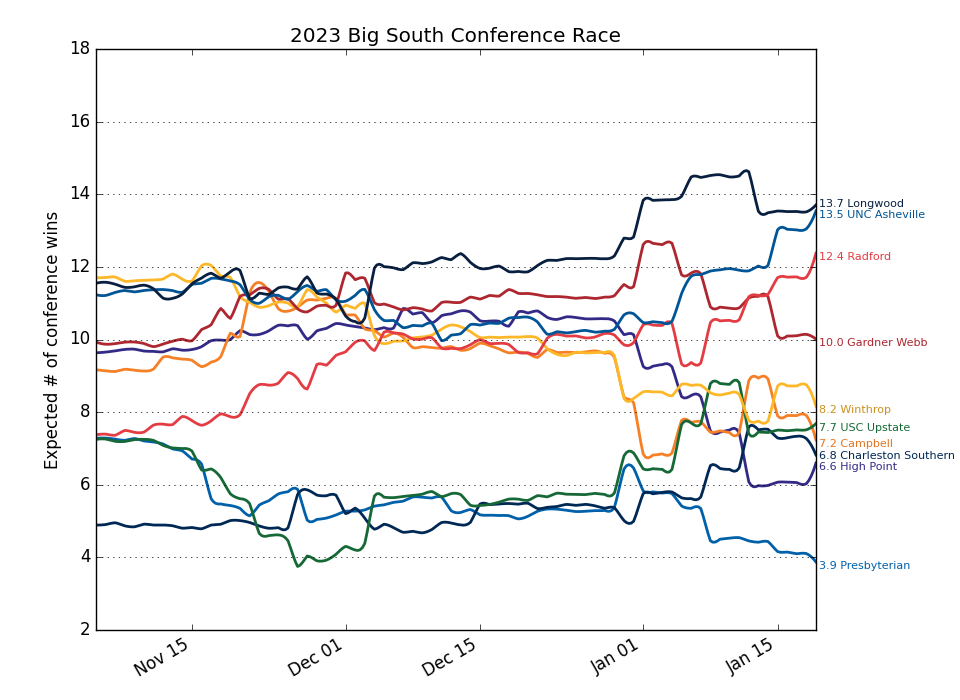 2023 Big South Conference Race
Expected # of conference wins
18
16
14
12
10
8
6
4
2
Nov 15
Dec 01
Dec 15
Jan 01
Jan 15
13.7 Longwood
13.5 UNC Asheville
12.4 Radford
10.0 Gardner Webb
8.2 Winthrop
7.7 USC Upstate
7.2 Campbell
6.8 Charleston Southern
6.6 High Point
3.9 Presbyterian